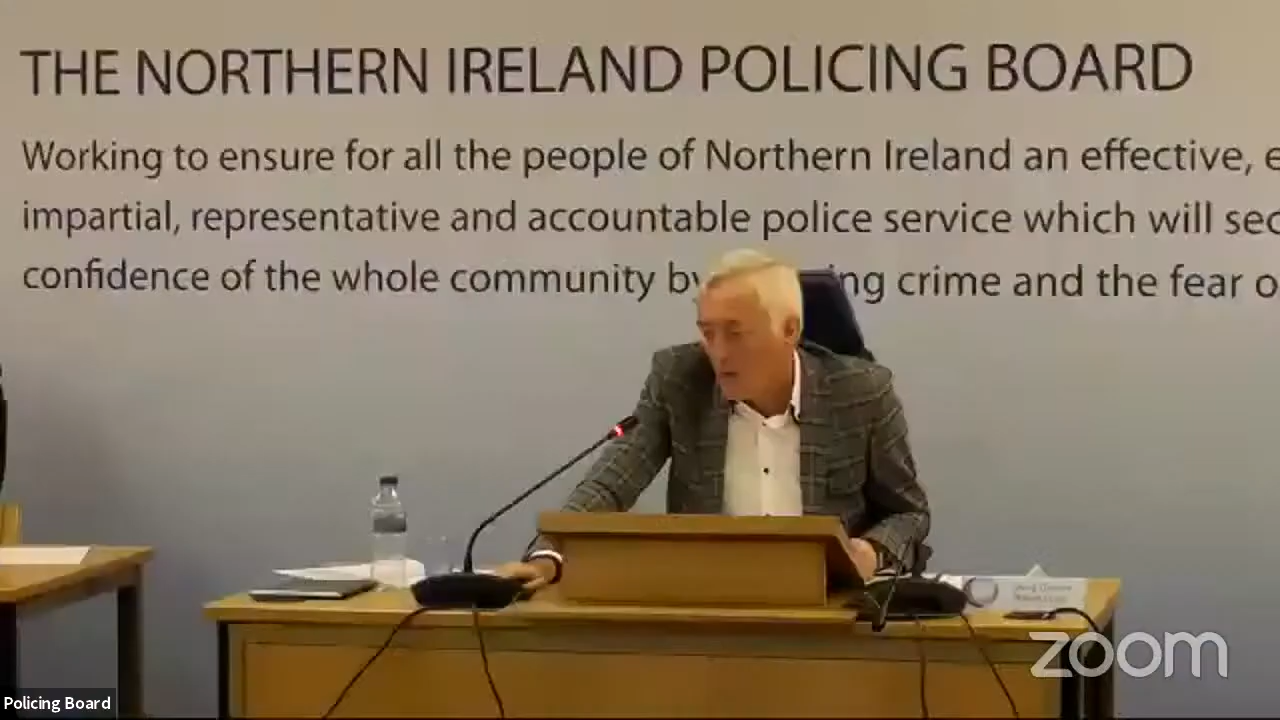 THE NORTHERN IRELAND POLICING BOARD
Working to ensure for all the people of Northern Ireland an effective, e
impartial, representative and accountable police service which will sec
confidence of the whole community by ing crime and the fear o
zoom
Policing Board